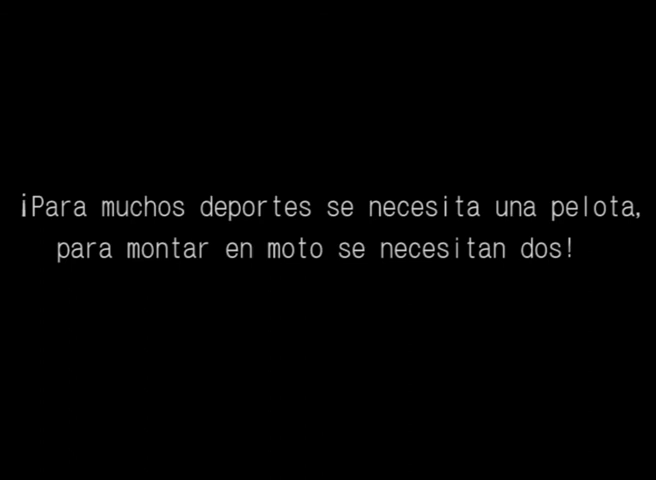 ¡Para muchos deportes se necesita una pelota,
para montar en moto se necesitan dos!